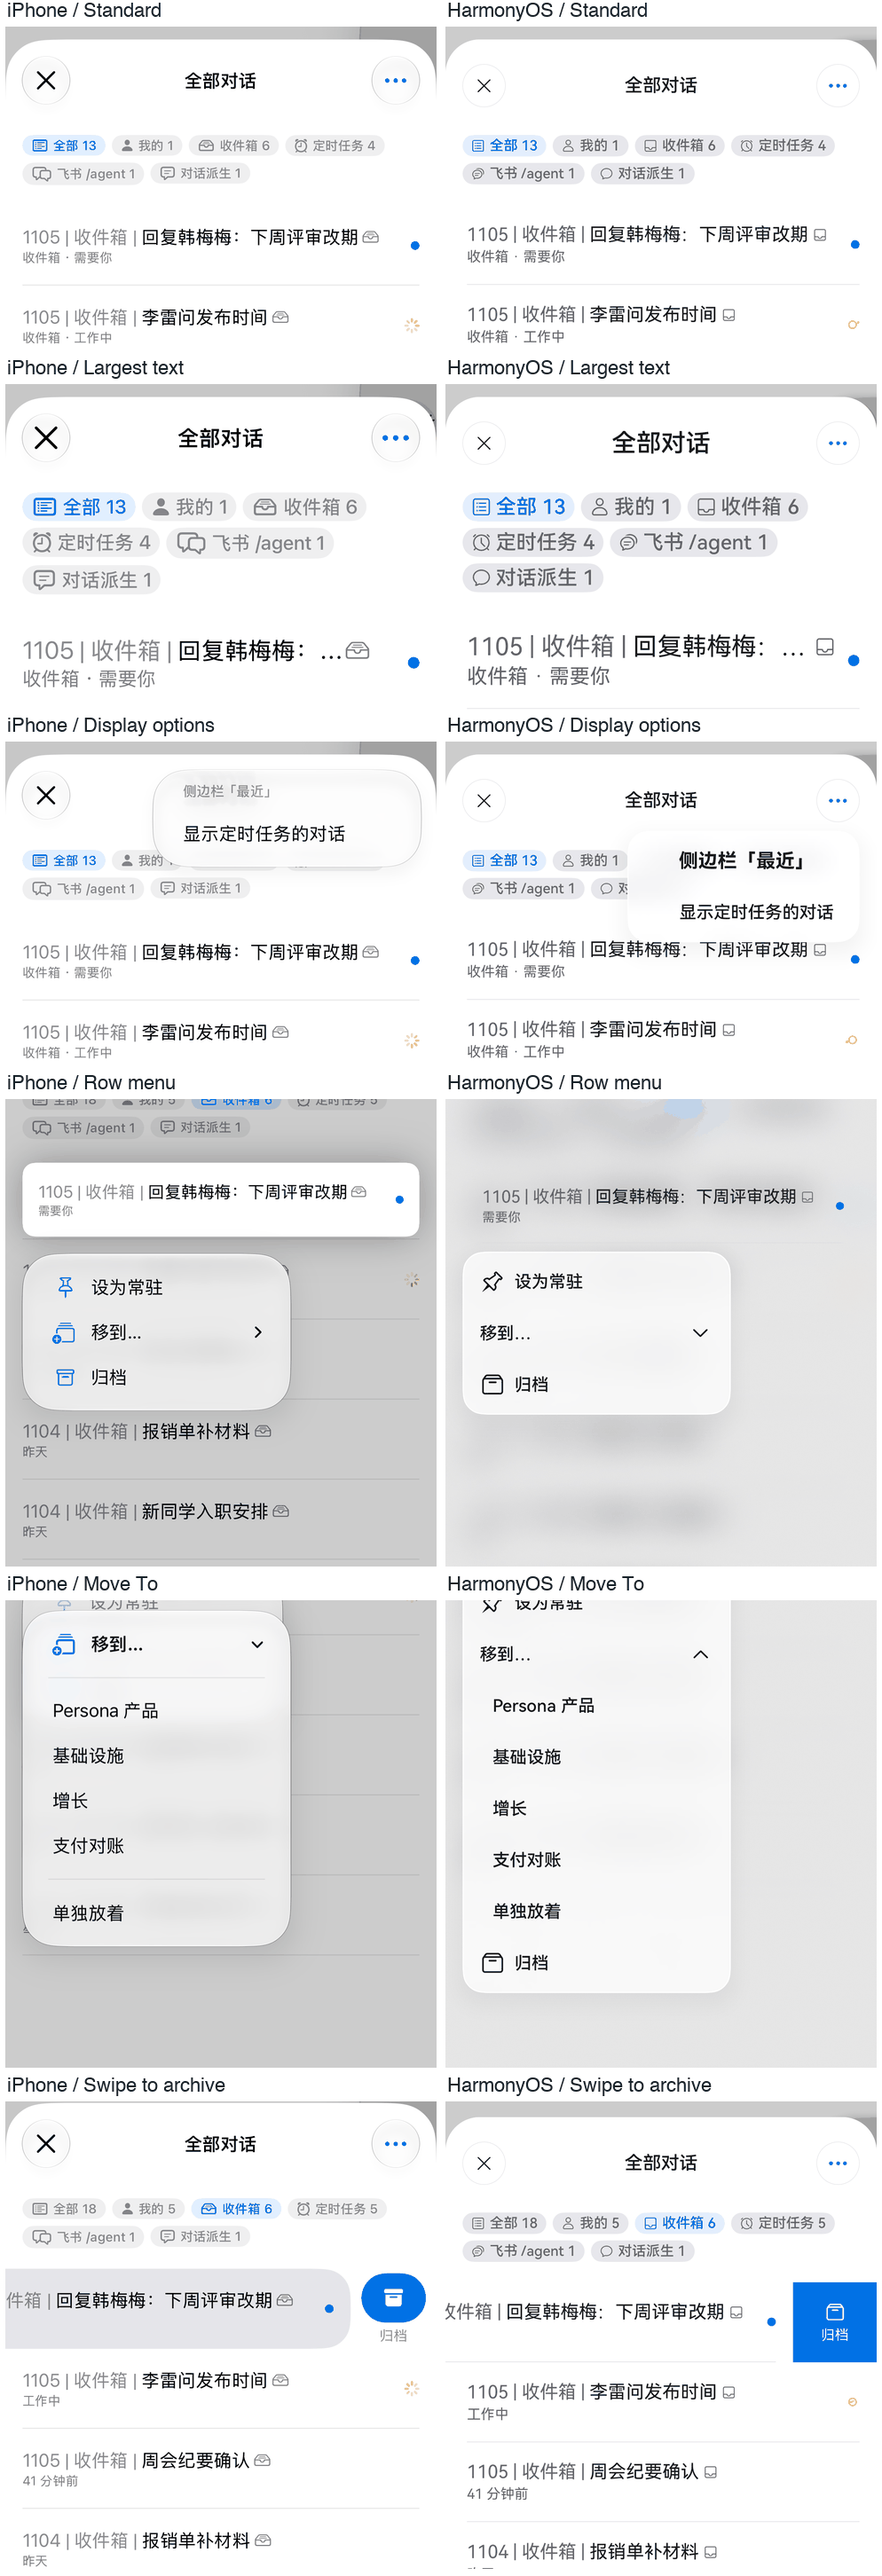 iPhone / Standard
HarmonyOS / Standard
全部对话
全部 13 我的 1 收件箱 6 定时任务 4
飞书 /agent 1 对话派生 1
1105 | 收件箱 | 回复韩梅梅：下周评审改期
收件箱 · 需要你
1105 | 收件箱 | 李雷问发布时间
收件箱 · 工作中
全部对话
全部 13 我的 1 收件箱 6 定时任务 4
飞书 /agent 1 对话派生 1
1105 | 收件箱 | 回复韩梅梅：下周评审改期
收件箱 · 需要你
1105 | 收件箱 | 李雷问发布时间
收件箱 · 工作中
iPhone / Largest text
HarmonyOS / Largest text
全部对话
全部 13 我的 1 收件箱 6
定时任务 4 飞书 /agent 1
对话派生 1
1105 | 收件箱 | 回复韩梅梅：...
收件箱 · 需要你
全部对话
全部 13 我的 1 收件箱 6
定时任务 4 飞书 /agent 1
对话派生 1
1105 | 收件箱 | 回复韩梅梅：...
收件箱 · 需要你
iPhone / Display options
HarmonyOS / Display options
侧边栏「最近」
显示定时任务的对话
全部 13 我的 1
飞书 /agent 1 对话派生 1
1105 | 收件箱 | 回复韩梅梅：下周评审改期
收件箱 · 需要你
1105 | 收件箱 | 李雷问发布时间
收件箱 · 工作中
全部对话
全部 13 我的 1
侧边栏「最近」
飞书 /agent 1 对
显示定时任务的对话
1105 | 收件箱 | 回复韩梅梅：下周评审改期
收件箱 · 需要你
1105 | 收件箱 | 李雷问发布时间
收件箱 · 工作中
iPhone / Row menu
HarmonyOS / Row menu
全部 18 我的 5 收件箱 6 定时任务 5
飞书 /agent 1 对话派生 1
1105 | 收件箱 | 回复韩梅梅：下周评审改期
需要你
设为常驻
移到...
归档
1104 | 收件箱 | 报销单补材料
昨天
1104 | 收件箱 | 新同学入职安排
昨天
1105 | 收件箱 | 回复韩梅梅：下周评审改期
需要你
设为常驻
移到...
归档
iPhone / Move To
HarmonyOS / Move To
设为常驻
移到...
Persona 产品
基础设施
增长
支付对账
单独放着
设为常驻
移到...
Persona 产品
基础设施
增长
支付对账
单独放着
归档
iPhone / Swipe to archive
HarmonyOS / Swipe to archive
全部对话
全部 18 我的 5 收件箱 6 定时任务 5
飞书 /agent 1 对话派生 1
件箱 | 回复韩梅梅：下周评审改期
归档
1105 | 收件箱 | 李雷问发布时间
工作中
1105 | 收件箱 | 周会纪要确认
41 分钟前
1104 | 收件箱 | 报销单补材料
昨天
全部对话
全部 18 我的 5 收件箱 6 定时任务 5
飞书 /agent 1 对话派生 1
收件箱 | 回复韩梅梅：下周评审改期
归档
1105 | 收件箱 | 李雷问发布时间
工作中
1105 | 收件箱 | 周会纪要确认
41 分钟前
1104 | 收件箱 | 报销单补材料